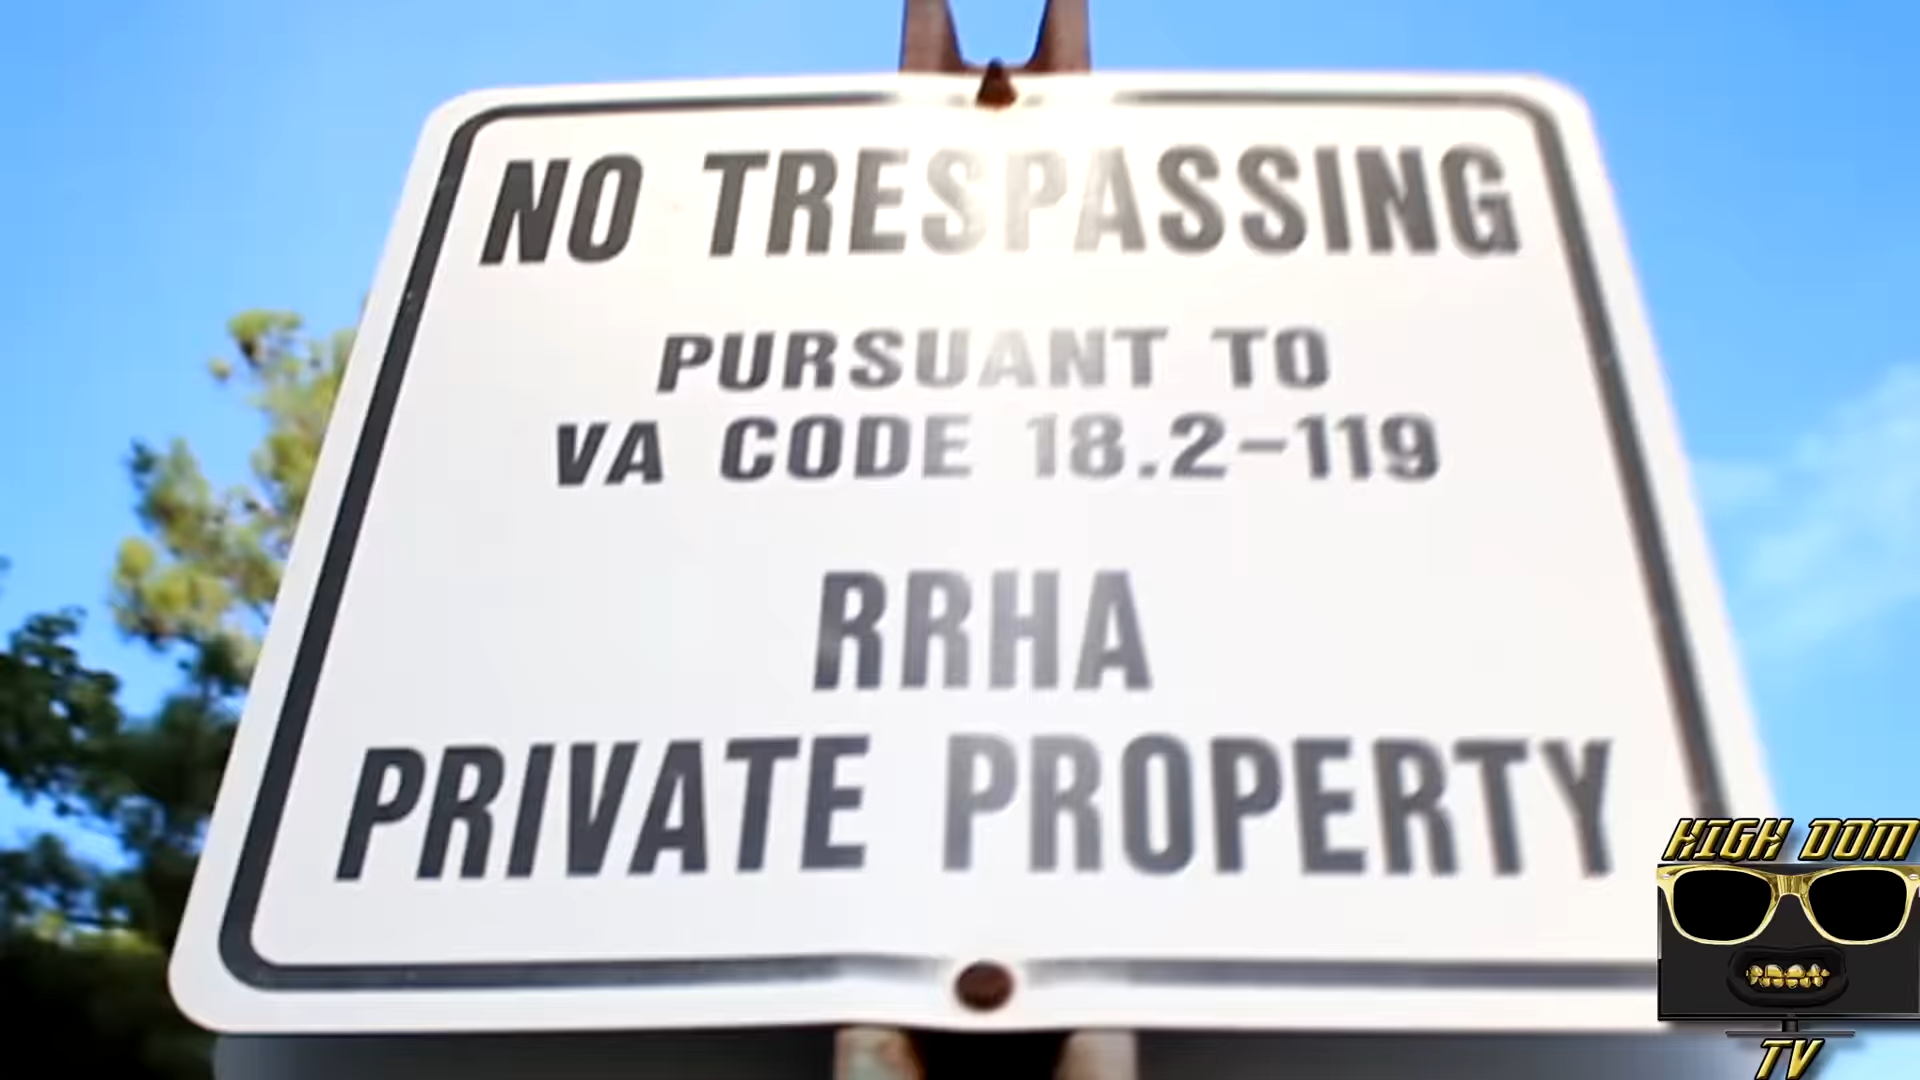 NO TRESPASSING
PURSUANT TO
VA CODE 18.2-119
RRHA
PRIVATE PROPERTY
HIGH DOM
TV